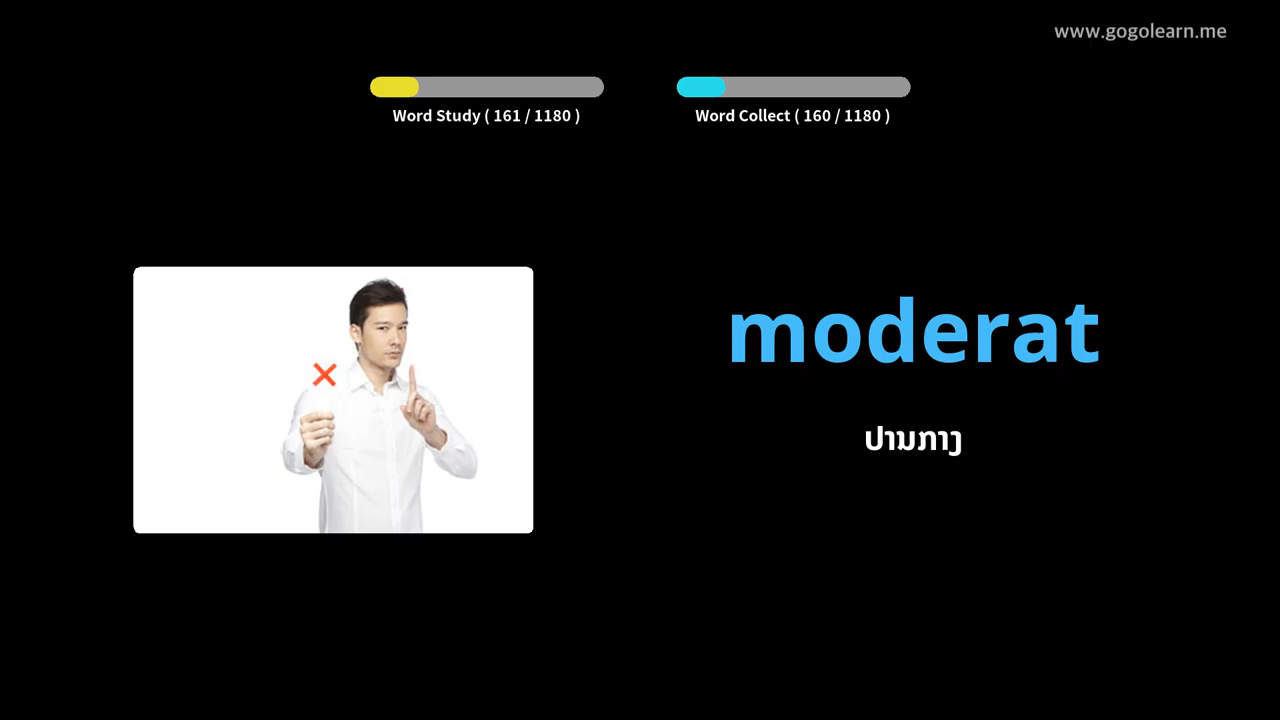 www.gogolearn.me
Word Study ( 161 / 1180 )
Word Collect ( 160 / 1180 )
moderat
ປານກາງ